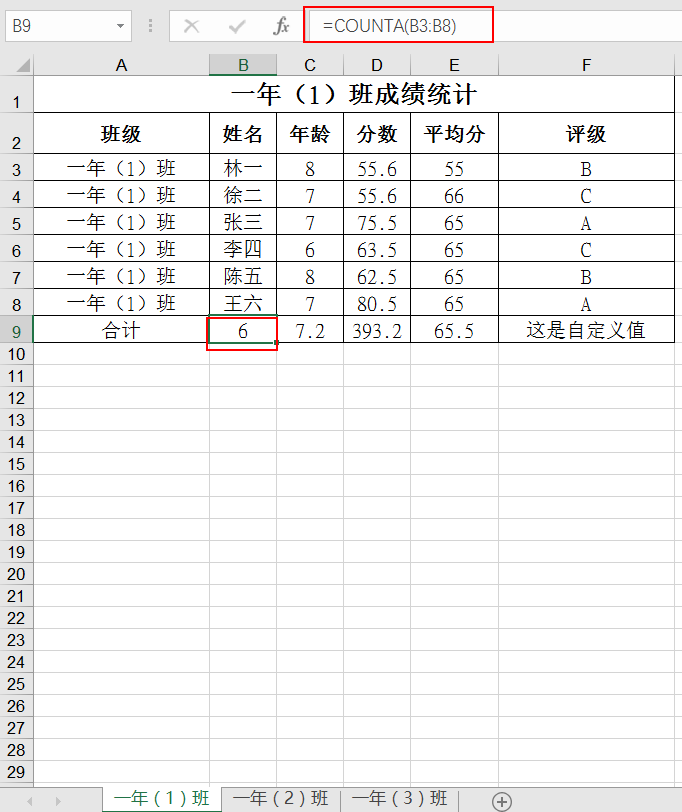 B9 fx =COUNTA(B3:B8)
A B C D E F
1 一年（1）班成绩统计
2 班级 姓名 年龄 分数 平均分 评级
3 一年（1）班 林一 8 55.6 55 B
4 一年（1）班 徐二 7 55.6 66 C
5 一年（1）班 张三 7 75.5 65 A
6 一年（1）班 李四 6 63.5 65 C
7 一年（1）班 陈五 8 62.5 65 B
8 一年（1）班 王六 7 80.5 65 A
9 合计 6 7.2 393.2 65.5 这是自定义值
10
11
12
13
14
15
16
17
18
19
20
21
22
23
24
25
26
27
28
29
一年（1）班 一年（2）班 一年（3）班